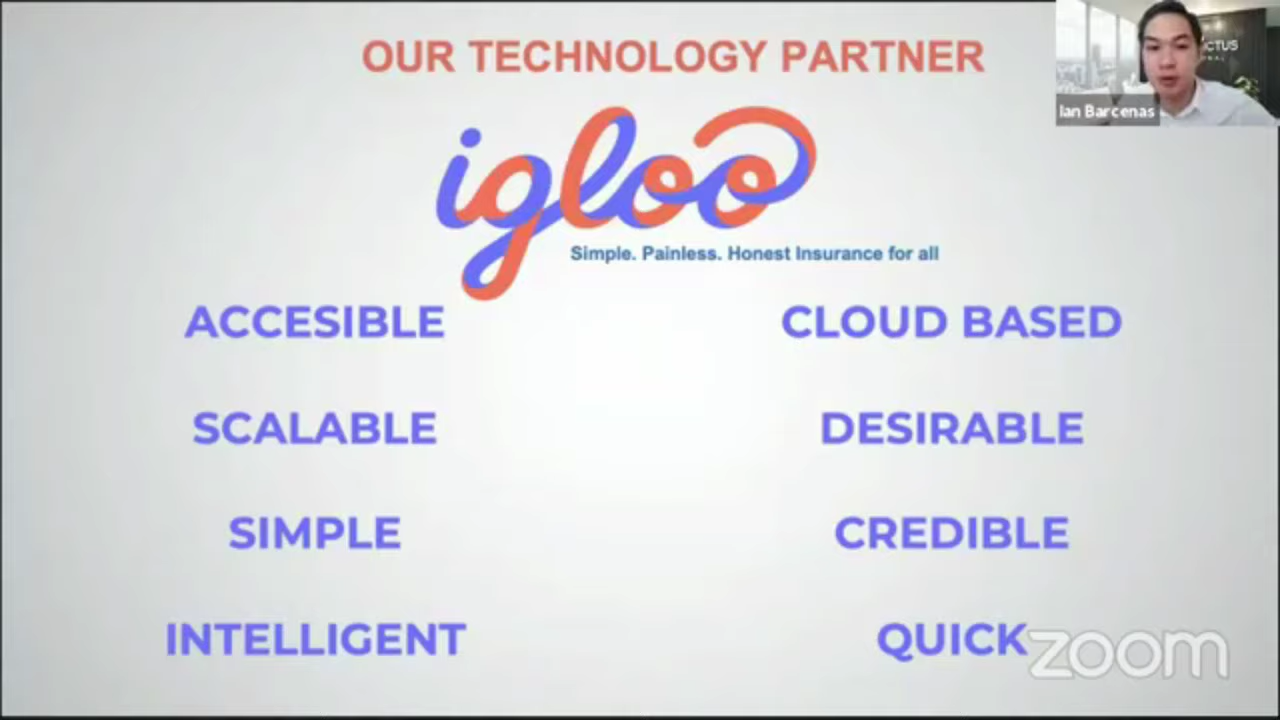 OUR TECHNOLOGY PARTNER
igloo
Simple. Painless. Honest Insurance for all
ACCESIBLE
CLOUD BASED
SCALABLE
DESIRABLE
SIMPLE
CREDIBLE
INTELLIGENT
QUICK
zoom
Ian Barcenas